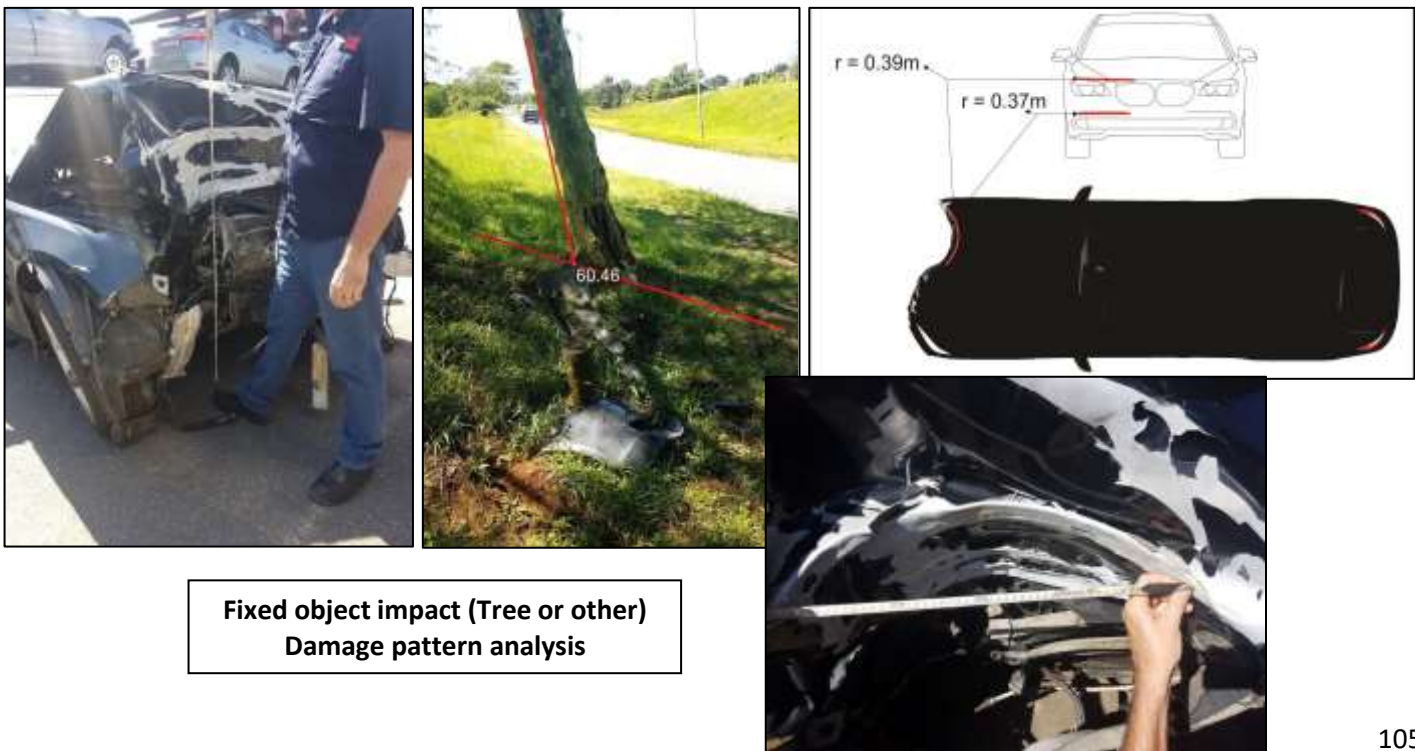 r = 0.39m
r = 0.37m
60.46
Fixed object impact (Tree or other)
Damage pattern analysis
105